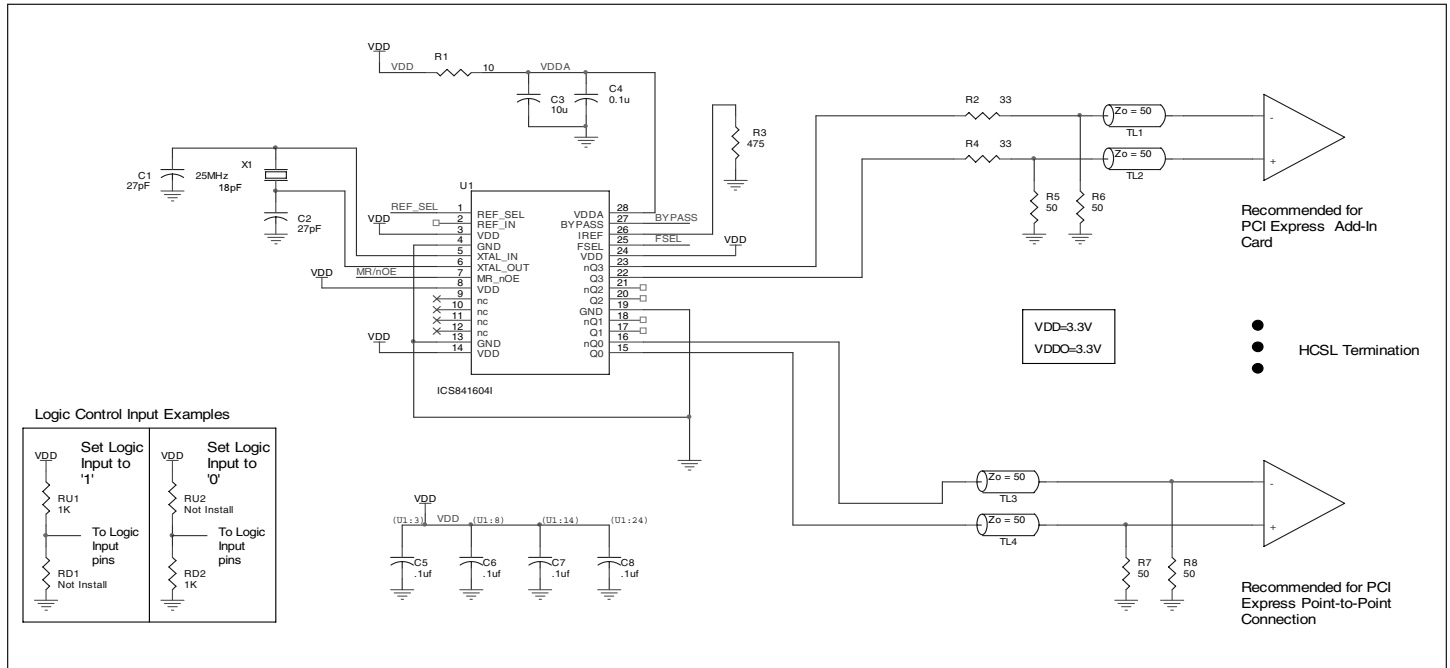 VDD
VDD
R1
10
VDDA
C3
10u
C4
0.1u
R2 33
R4 33
Zo = 50
TL1
Zo = 50
TL2
-
+
R3
475
R5
50
R6
50
Recommended for
PCI Express Add-In
Card
C1
27pF
X1
25MHz
18pF
C2
27pF
U1
REF_SEL
1 REF_SEL
2 REF_IN
VDD
3 VDD
4 GND
5 XTAL_IN
6 XTAL_OUT
MR/nOE
7 MR_nOE
VDD
8 VDD
9 nc
10 nc
11 nc
12 nc
13 GND
VDD
14 VDD
VDDA 28
BYPASS 27 BYPASS
IREF 26
FSEL 25 FSEL
VDD 24
VDD
nQ3 23
Q3 22
nQ2 21
Q2 20
GND 19
nQ1 18
Q1 17
nQ0 16
Q0 15
ICS841604I
VDD=3.3V
VDDO=3.3V
HCSL Termination
Logic Control Input Examples
VDD
Set Logic
Input to
'1'
RU1
1K
To Logic
Input
pins
RD1
Not Install
VDD
Set Logic
Input to
'0'
RU2
Not Install
To Logic
Input
pins
RD2
1K
VDD
(U1:3) VDD (U1:8) (U1:14) (U1:24)
C5
.1uf
C6
.1uf
C7
.1uf
C8
.1uf
Zo = 50
TL3
Zo = 50
TL4
-
+
R7
50
R8
50
Recommended for PCI
Express Point-to-Point
Connection